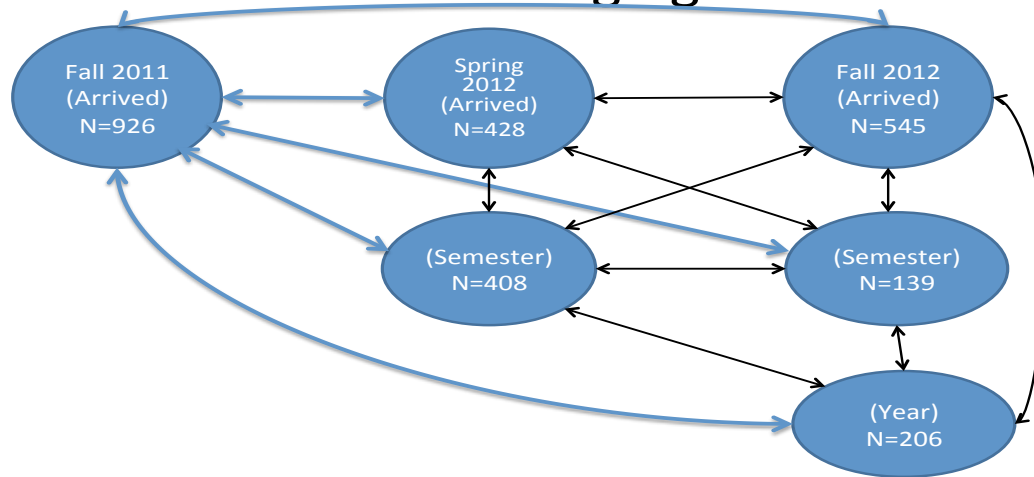 Fall 2011
(Arrived)
N=926
Spring
2012
(Arrived)
N=428
Fall 2012
(Arrived)
N=545
(Semester)
N=408
(Semester)
N=139
(Year)
N=206